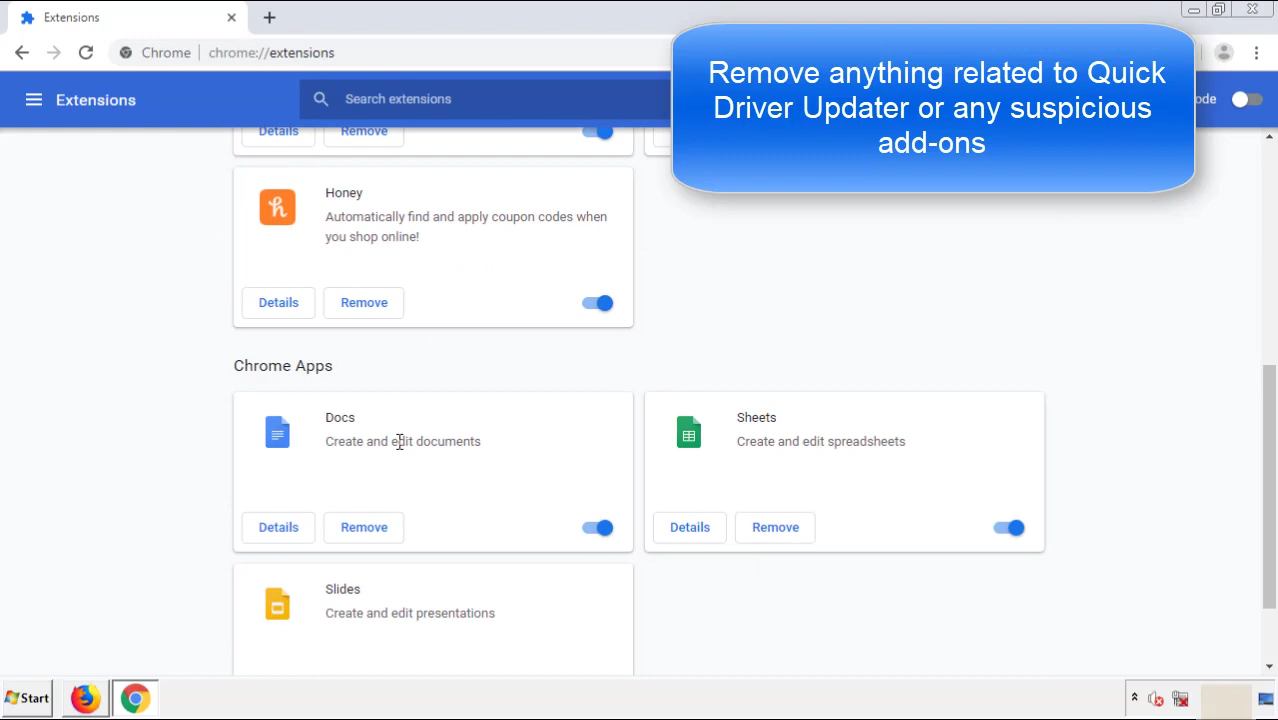 Extensions
Chrome
chrome://extensions
Remove anything related to Quick
Driver Updater or any suspicious
add-ons
Extensions
Search extensions
ode
Details
Remove
Honey
Automatically find and apply coupon codes when
you shop online!
Details
Remove
Chrome Apps
Docs
Create and edit documents
Details
Remove
Sheets
Create and edit spreadsheets
Details
Remove
Slides
Create and edit presentations
Start